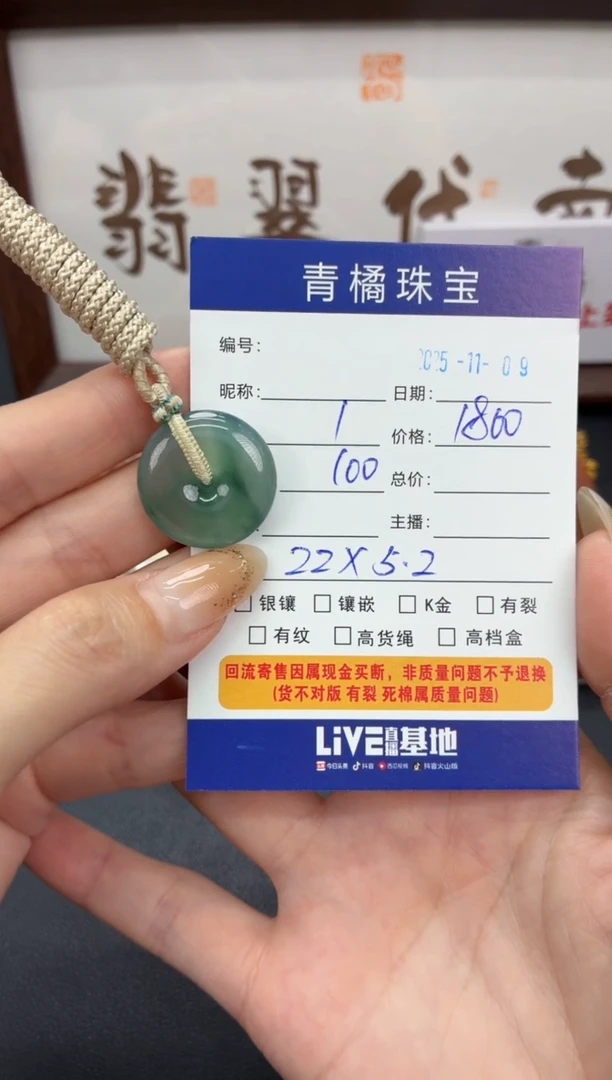 翡翠代
青橘珠宝
编号：
2025-11-09
昵称： 日期：
1 价格： 1800
100 总价：
主播：
22×5.2
□银镶 □镶嵌 □K金 □有裂
□有纹 □高货绳 □高档盒
回流寄售因属现金买断，非质量问题不予退换
(货不对版 有裂 死棉属质量问题)
LiVE直播基地
今日头条 抖音 西瓜视频 抖音火山版